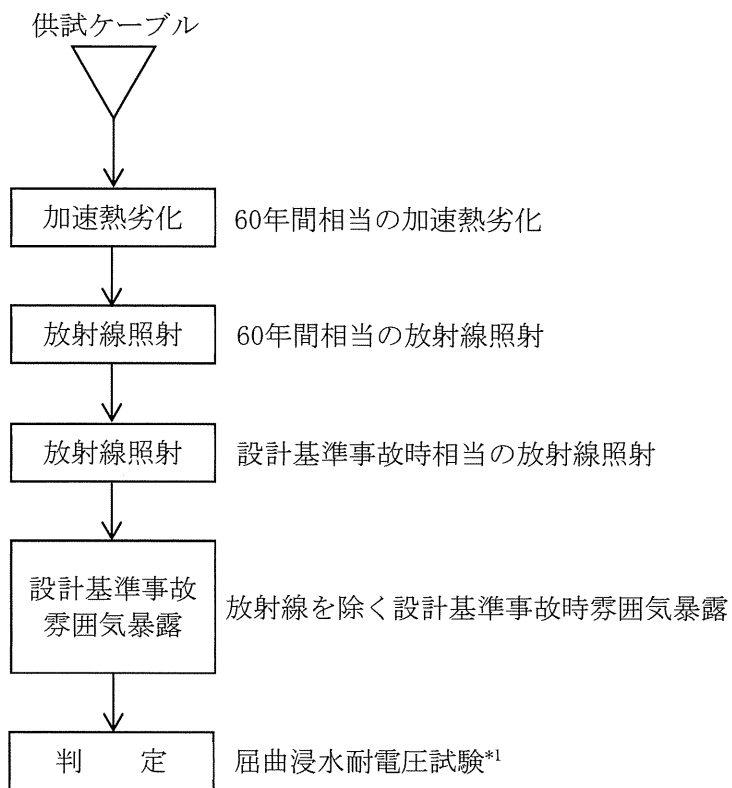 供試ケーブル
加速熱劣化 60年間相当の加速熱劣化
放射線照射 60年間相当の放射線照射
放射線照射 設計基準事故時相当の放射線照射
設計基準事故
雰囲気暴露
放射線を除く設計基準事故時雰囲気暴露
判　　定 屈曲浸水耐電圧試験*1